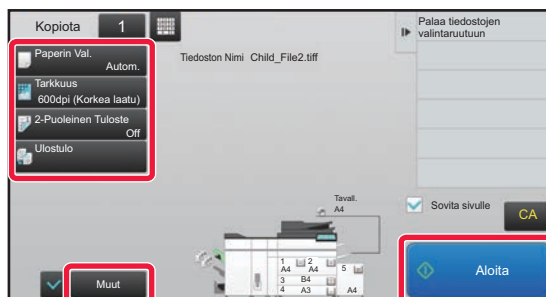 Kopiota 1
Paperin Val.
Autom.
Tarkkuus
600dpi (Korkea laatu)
2-Puoleinen Tuloste
Off
Ulostulo
Tiedoston Nimi Child_File2.tiff
Palaa tiedostojen
valintaruutuun
Tavall.
A4
1 2
A4 A4
5
3 B4
4 A3 A4
Sovita sivulle
CA
Muut
Aloita